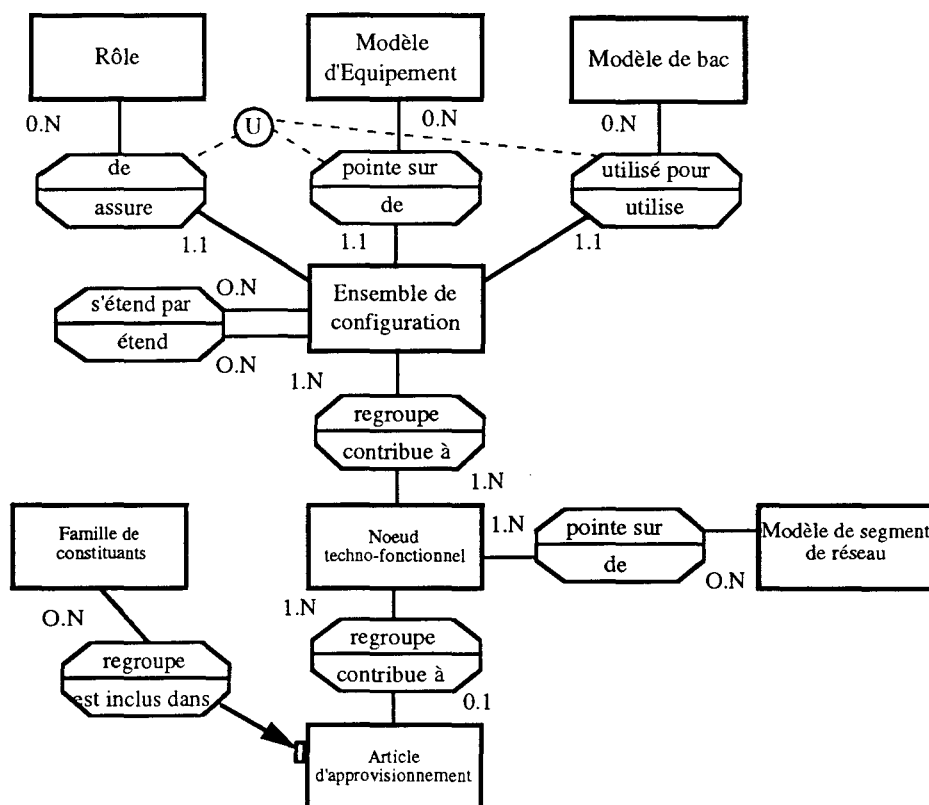 Rôle
Modèle
d'Equipement
Modèle de bac
0.N
U
0.N
0.N
de
assure
pointe sur
de
utilisé pour
utilise
1.1
1.1
1.1
s'étend par
étend
O.N
O.N
Ensemble de
configuration
1.N
regroupe
contribue à
1.N
Famille de
constituants
Noeud
techno-fonctionnel
1.N
pointe sur
de
O.N
Modèle de segment
de réseau
O.N
1.N
regroupe
est inclus dans
regroupe
contribue à
0.1
Article
d'approvisionnement